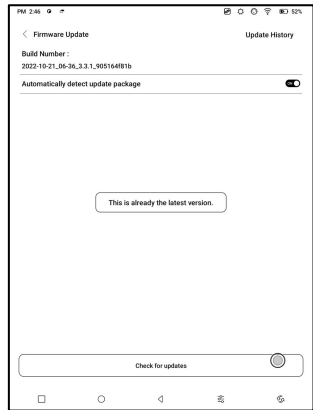 PM 2:46
52%
Firmware Update
Update History
Build Number :
2022-10-21_06-36_3.3.1_905164f81b
Automatically detect update package
ON
This is already the latest version.
Check for updates